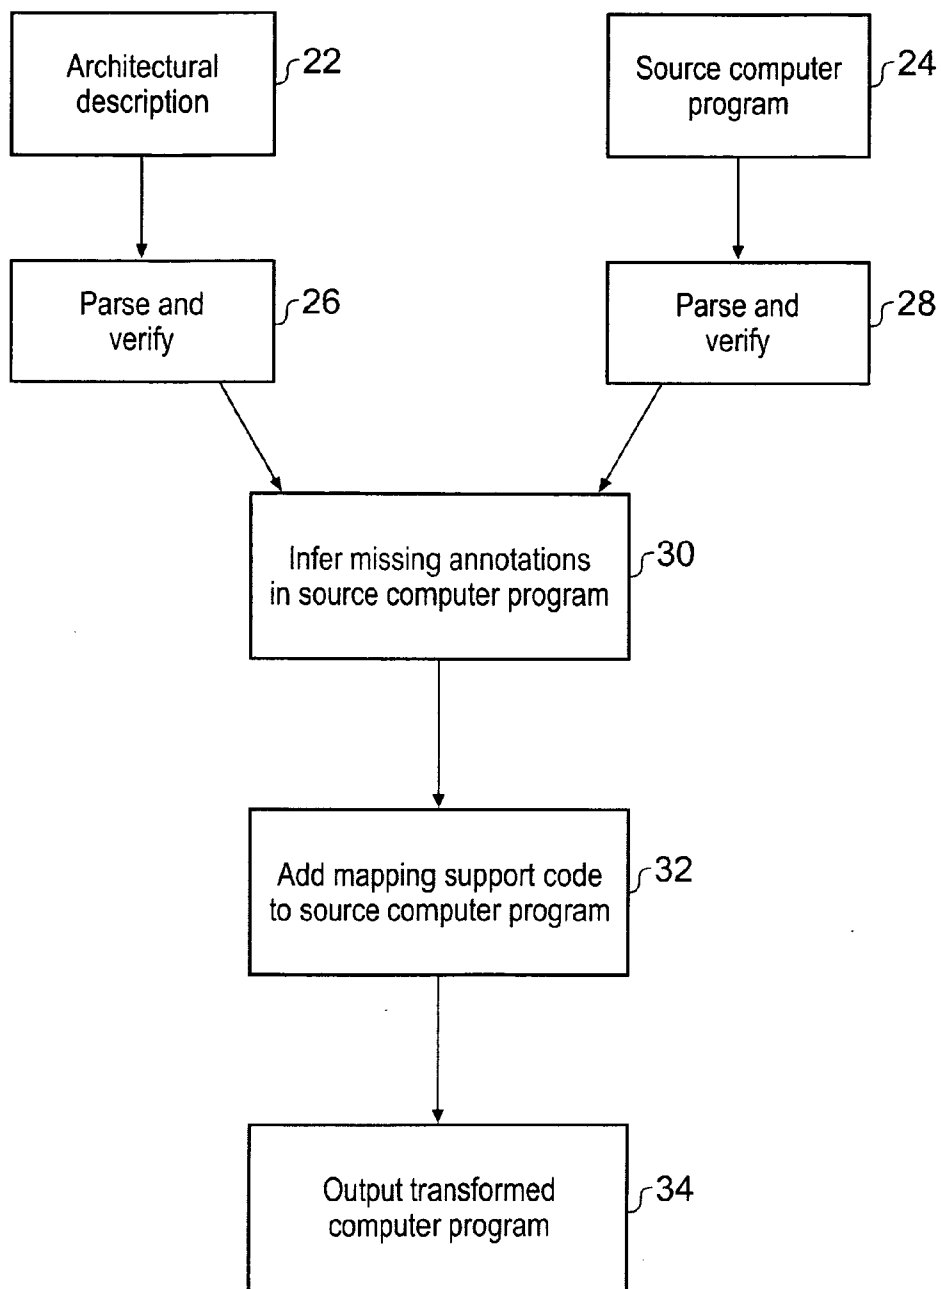 Architectural
description
22
Source computer
program
24
Parse and
verify
26
Parse and
verify
28
Infer missing annotations
in source computer program
30
Add mapping support code
to source computer program
32
Output transformed
computer program
34